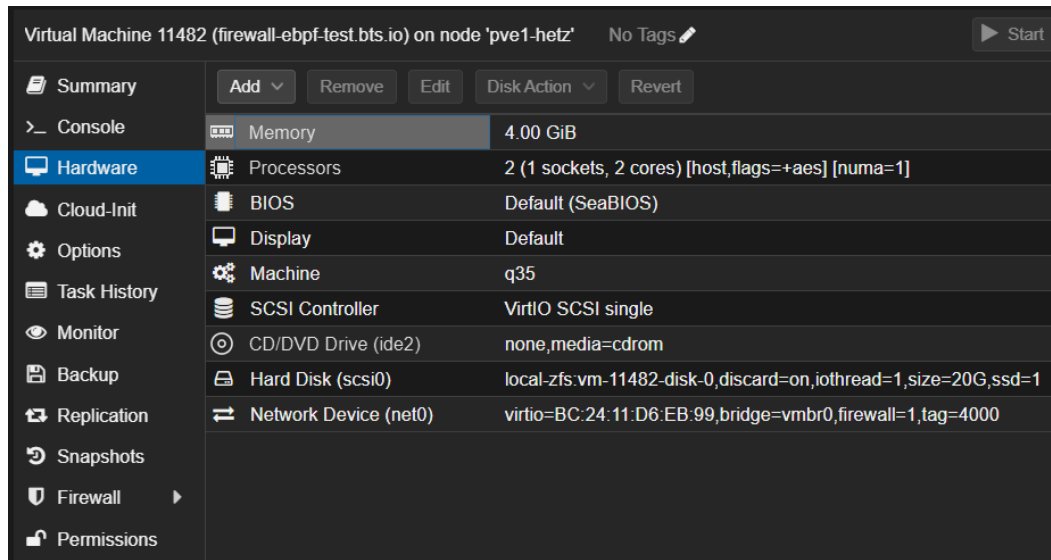 Virtual Machine 11482 (firewall-ebpf-test.bts.io) on node 'pve1-hetz' No Tags Start
Summary
Console
Hardware
Cloud-Init
Options
Task History
Monitor
Backup
Replication
Snapshots
Firewall
Permissions
Add Remove Edit Disk Action Revert
Memory 4.00 GiB
Processors 2 (1 sockets, 2 cores) [host,flags=+aes] [numa=1]
BIOS Default (SeaBIOS)
Display Default
Machine q35
SCSI Controller VirtIO SCSI single
CD/DVD Drive (ide2) none,media=cdrom
Hard Disk (scsi0) local-zfs:vm-11482-disk-0,discard=on,iothread=1,size=20G,ssd=1
Network Device (net0) virtio=BC:24:11:D6:EB:99,bridge=vmbr0,firewall=1,tag=4000